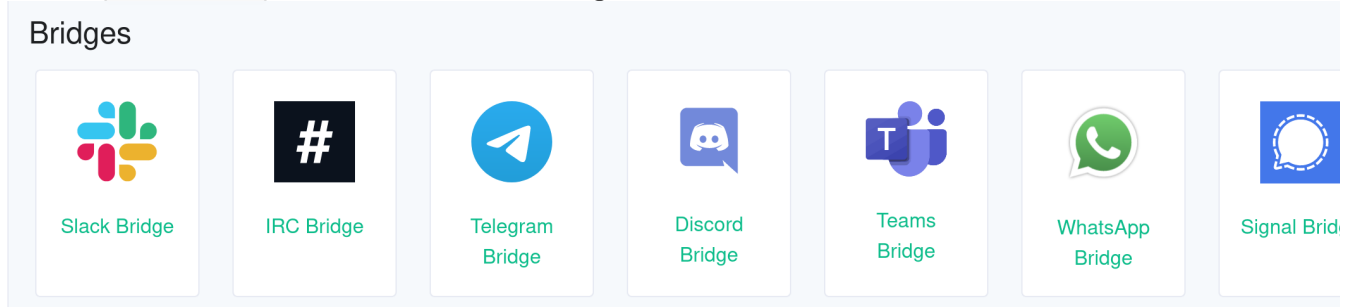 Bridges
#
T
Slack Bridge
IRC Bridge
Telegram
Bridge
Discord
Bridge
Teams
Bridge
WhatsApp
Bridge
Signal